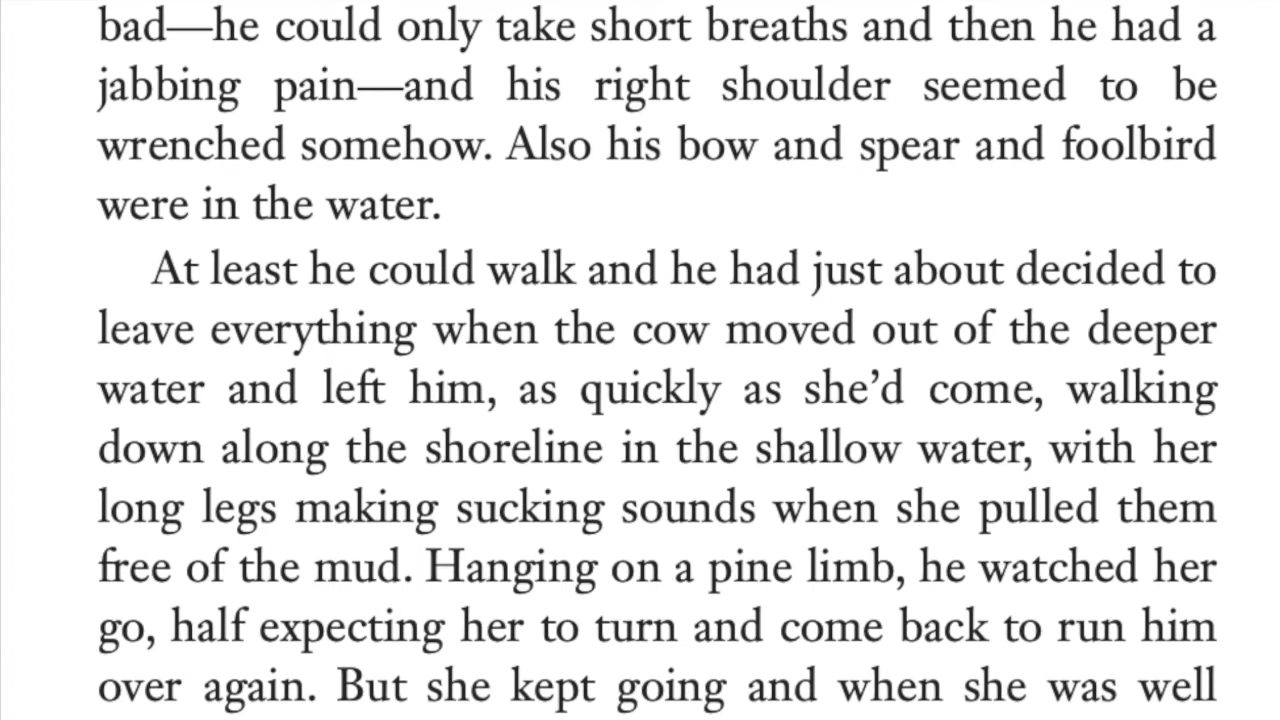 bad—he could only take short breaths and then he had a
jabbing pain—and his right shoulder seemed to be
wrenched somehow. Also his bow and spear and foolbird
were in the water.
At least he could walk and he had just about decided to
leave everything when the cow moved out of the deeper
water and left him, as quickly as she’d come, walking
down along the shoreline in the shallow water, with her
long legs making sucking sounds when she pulled them
free of the mud. Hanging on a pine limb, he watched her
go, half expecting her to turn and come back to run him
over again. But she kept going and when she was well